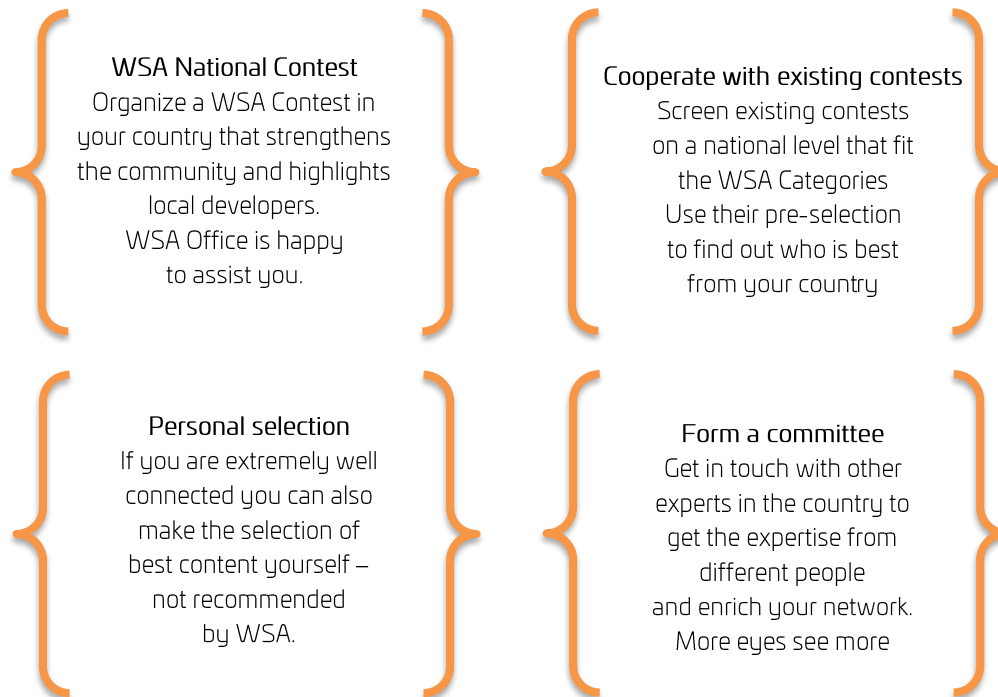 WSA National Contest
Organize a WSA Contest in
your country that strengthens
the community and highlights
local developers.
WSA Office is happy
to assist you.
Cooperate with existing contests
Screen existing contests
on a national level that fit
the WSA Categories
Use their pre-selection
to find out who is best
from your country
Personal selection
If you are extremely well
connected you can also
make the selection of
best content yourself –
not recommended
by WSA.
Form a committee
Get in touch with other
experts in the country to
get the expertise from
different people
and enrich your network.
More eyes see more